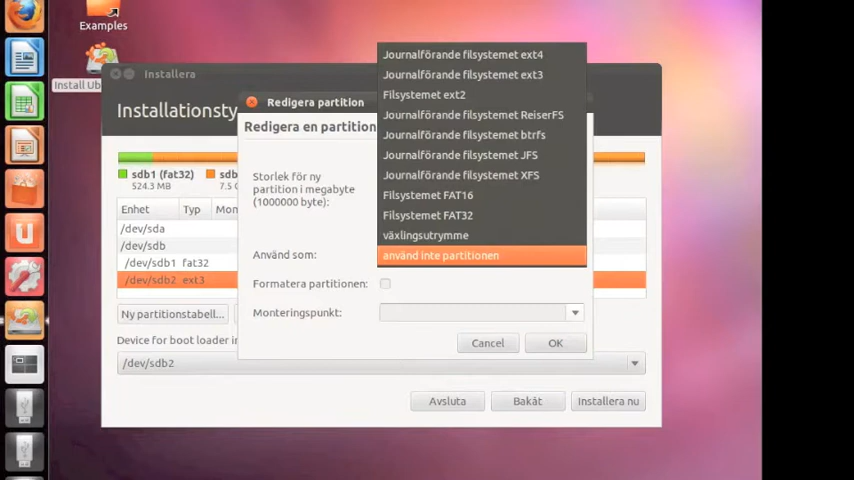 Examples
Install Ub
Installera
Installationsty
sdb1 (fat32)
524.3 MB
sdb
7.5
Enhet Typ Mon
/dev/sda
/dev/sdb
/dev/sdb1 fat32
/dev/sdb2 ext3
Ny partitionstabell...
Device for boot loader in
/dev/sdb2
Avsluta
Bakåt
Installera nu
Redigera partition
Redigera en partition
Storlek för ny
partition i megabyte
(1000000 byte):
Använd som:
Journalförande filsystemet ext4
Journalförande filsystemet ext3
Filsystemet ext2
Journalförande filsystemet ReiserFS
Journalförande filsystemet btrfs
Journalförande filsystemet JFS
Journalförande filsystemet XFS
Filsystemet FAT16
Filsystemet FAT32
växlingsutrymme
använd inte partitionen
Formatera partitionen:
Monteringspunkt:
Cancel
OK